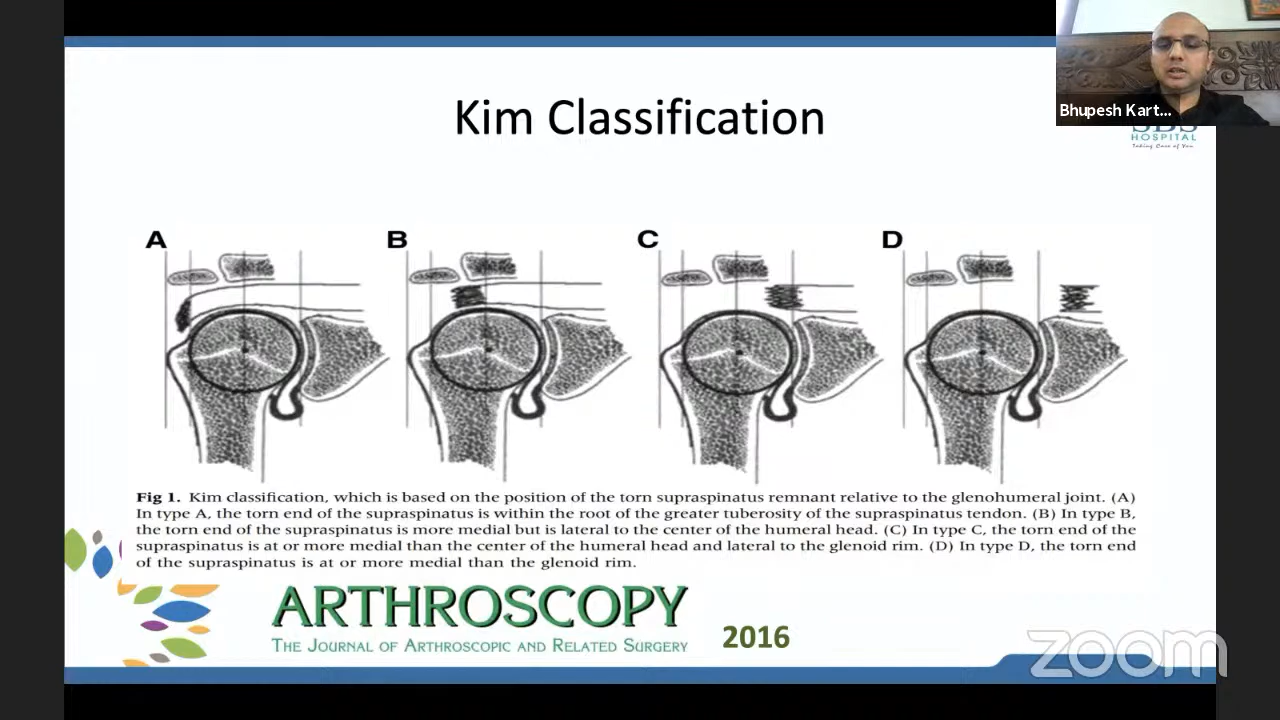 Kim Classification
Bhupesh Kart...
SBS
HOSPITAL
Taking Care of You
A
B
C
D
Fig 1. Kim classification, which is based on the position of the torn supraspinatus remnant relative to the glenohumeral joint. (A)
In type A, the torn end of the supraspinatus is within the root of the greater tuberosity of the supraspinatus tendon. (B) In type B,
the torn end of the supraspinatus is more medial but is lateral to the center of the humeral head. (C) In type C, the torn end of the
supraspinatus is at or more medial than the center of the humeral head and lateral to the glenoid rim. (D) In type D, the torn end
of the supraspinatus is at or more medial than the glenoid rim.
ARTHROSCOPY
THE JOURNAL OF ARTHROSCOPIC AND RELATED SURGERY
2016
zoom